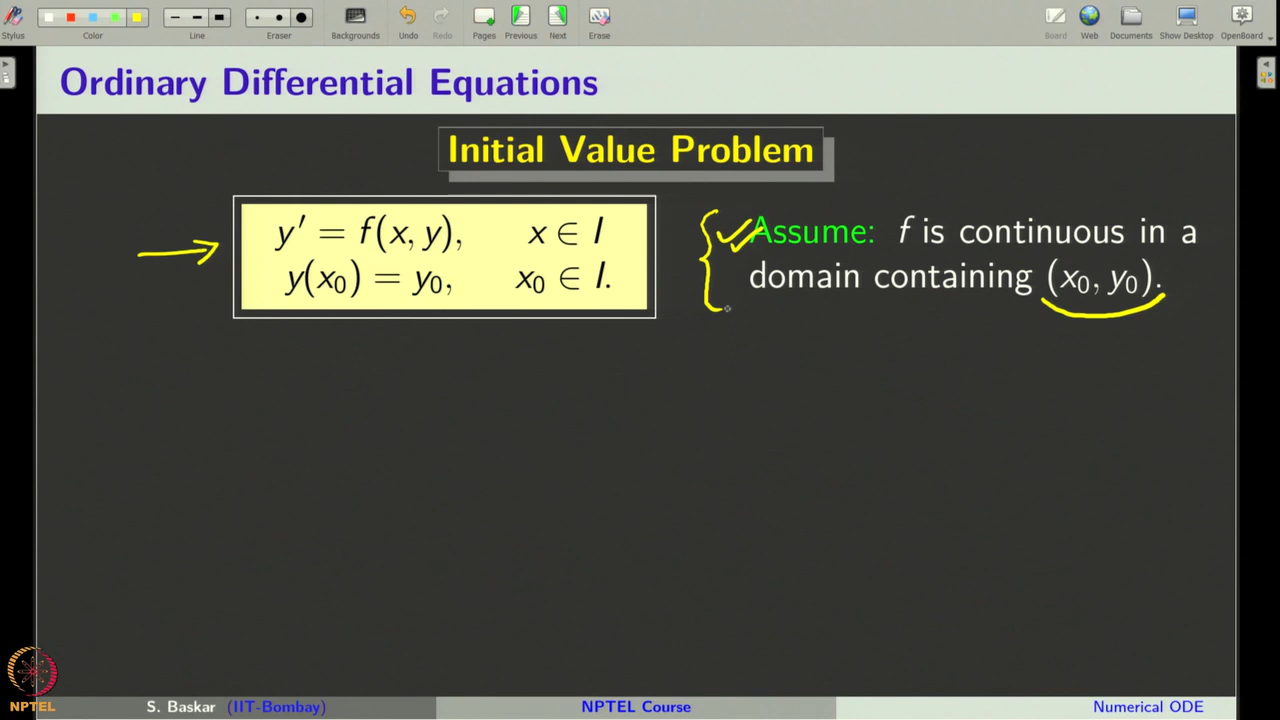 Stylus Color Line Eraser Backgrounds Undo Redo Pages Previous Next Erase Board Web Documents Show Desktop OpenBoard
Ordinary Differential Equations
Initial Value Problem
y′ = f(x, y), x ∈ I
y(x₀) = y₀, x₀ ∈ I.
Assume: f is continuous in a
domain containing (x₀, y₀).
NPTEL
S. Baskar (IIT-Bombay) NPTEL Course Numerical ODE